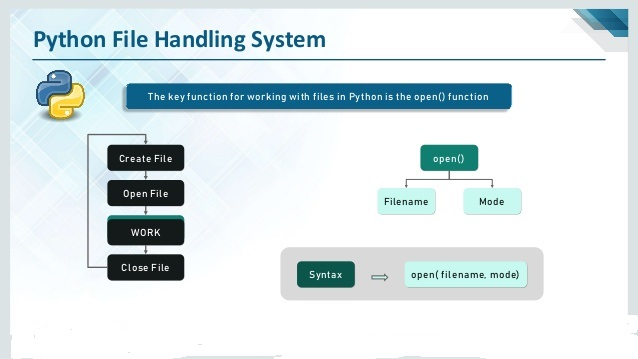 Python File Handling System
The key function for working with files in Python is the open() function
Create File
Open File
WORK
Close File
open()
Filename
Mode
Syntax
open( filename, mode)